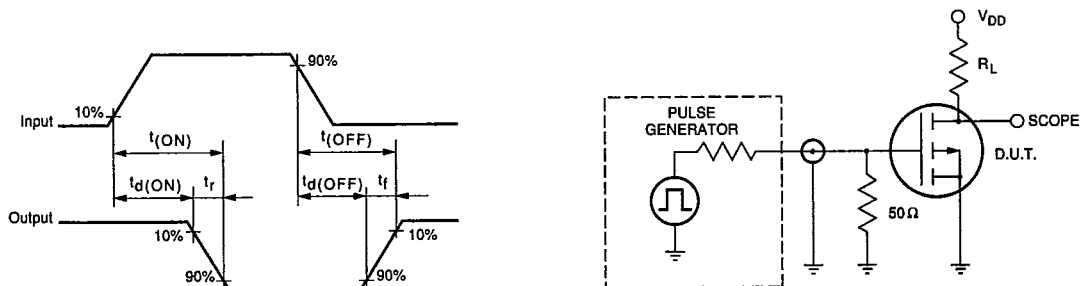 90%
10%
Input
t(ON)
t(OFF)
td(ON)
tr
td(OFF)
tf
Output
10%
90%
10%
90%
VDD
RL
PULSE
GENERATOR
SCOPE
D.U.T.
50Ω